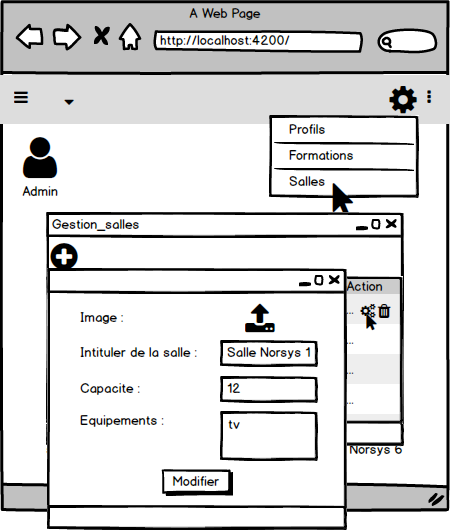 A Web Page
http://localhost:4200/
Profils
Formations
Salles
Admin
Gestion_salles
Action
...
Image :
Intituler de la salle :
Salle Norsys 1
...
Capacite :
12
...
Equipements :
tv
...
Norsys 6
Modifier